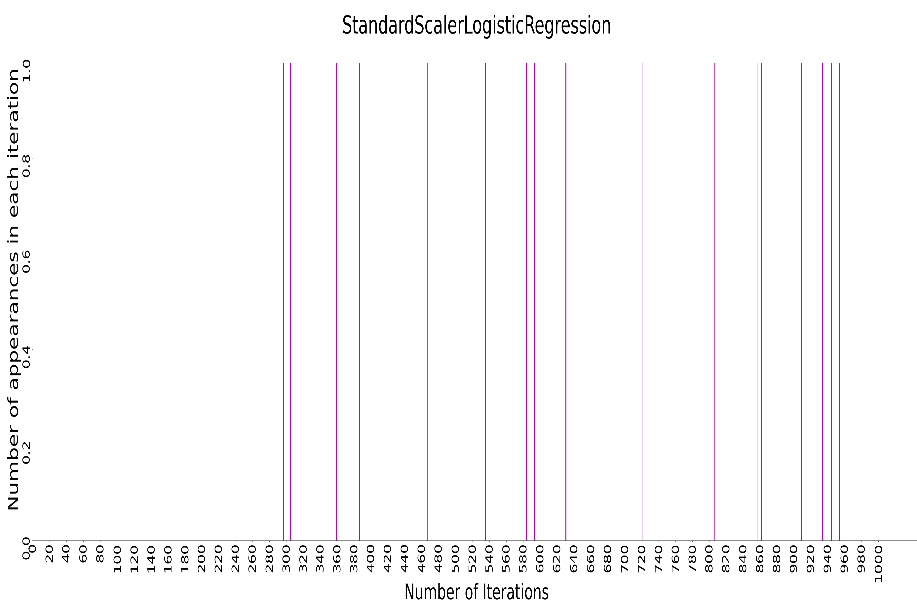 StandardScalerLogisticRegression
Number of appearances in each iteration
1.0
0.8
0.6
0.4
0.2
0.0
0 20 40 60 80 100 120 140 160 180 200 220 240 260 280 300 320 340 360 380 400 420 440 460 480 500 520 540 560 580 600 620 640 660 680 700 720 740 760 780 800 820 840 860 880 900 920 940 960 980 1000
Number of Iterations